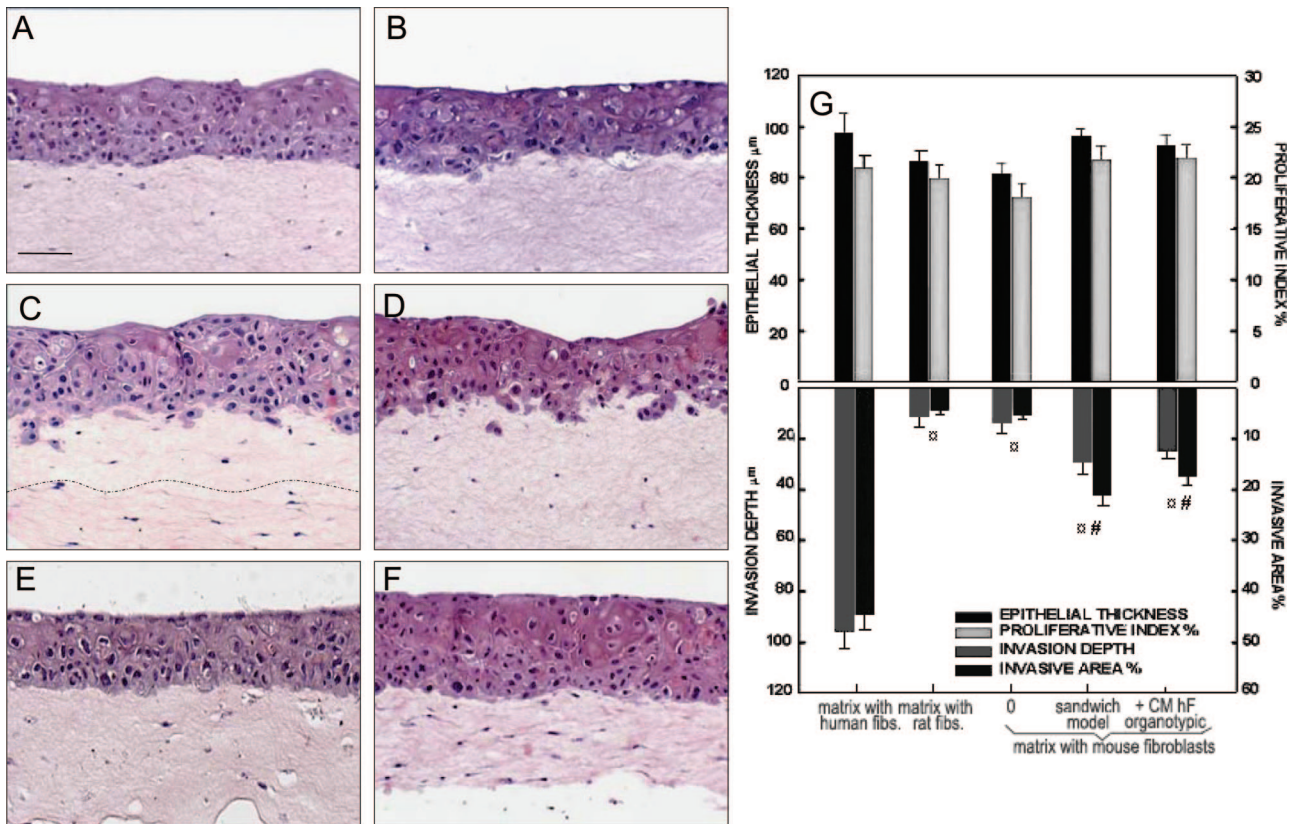 A
B
C
D
E
F
G
120
100
80
60
40
20
0
20
40
60
80
100
120
EPITHELIAL THICKNESS µm
INVASION DEPTH µm
30
25
20
15
10
5
0
10
20
30
40
50
60
PROLIFERATIVE INDEX%
INVASIVE AREA%
¤
¤
¤ #
¤ #
EPITHELIAL THICKNESS
PROLIFERATIVE INDEX%
INVASION DEPTH
INVASIVE AREA%
matrix with
human fibs.
matrix with
rat fibs.
0
sandwich
model
+ CM hF
organotypic
matrix with mouse fibroblasts